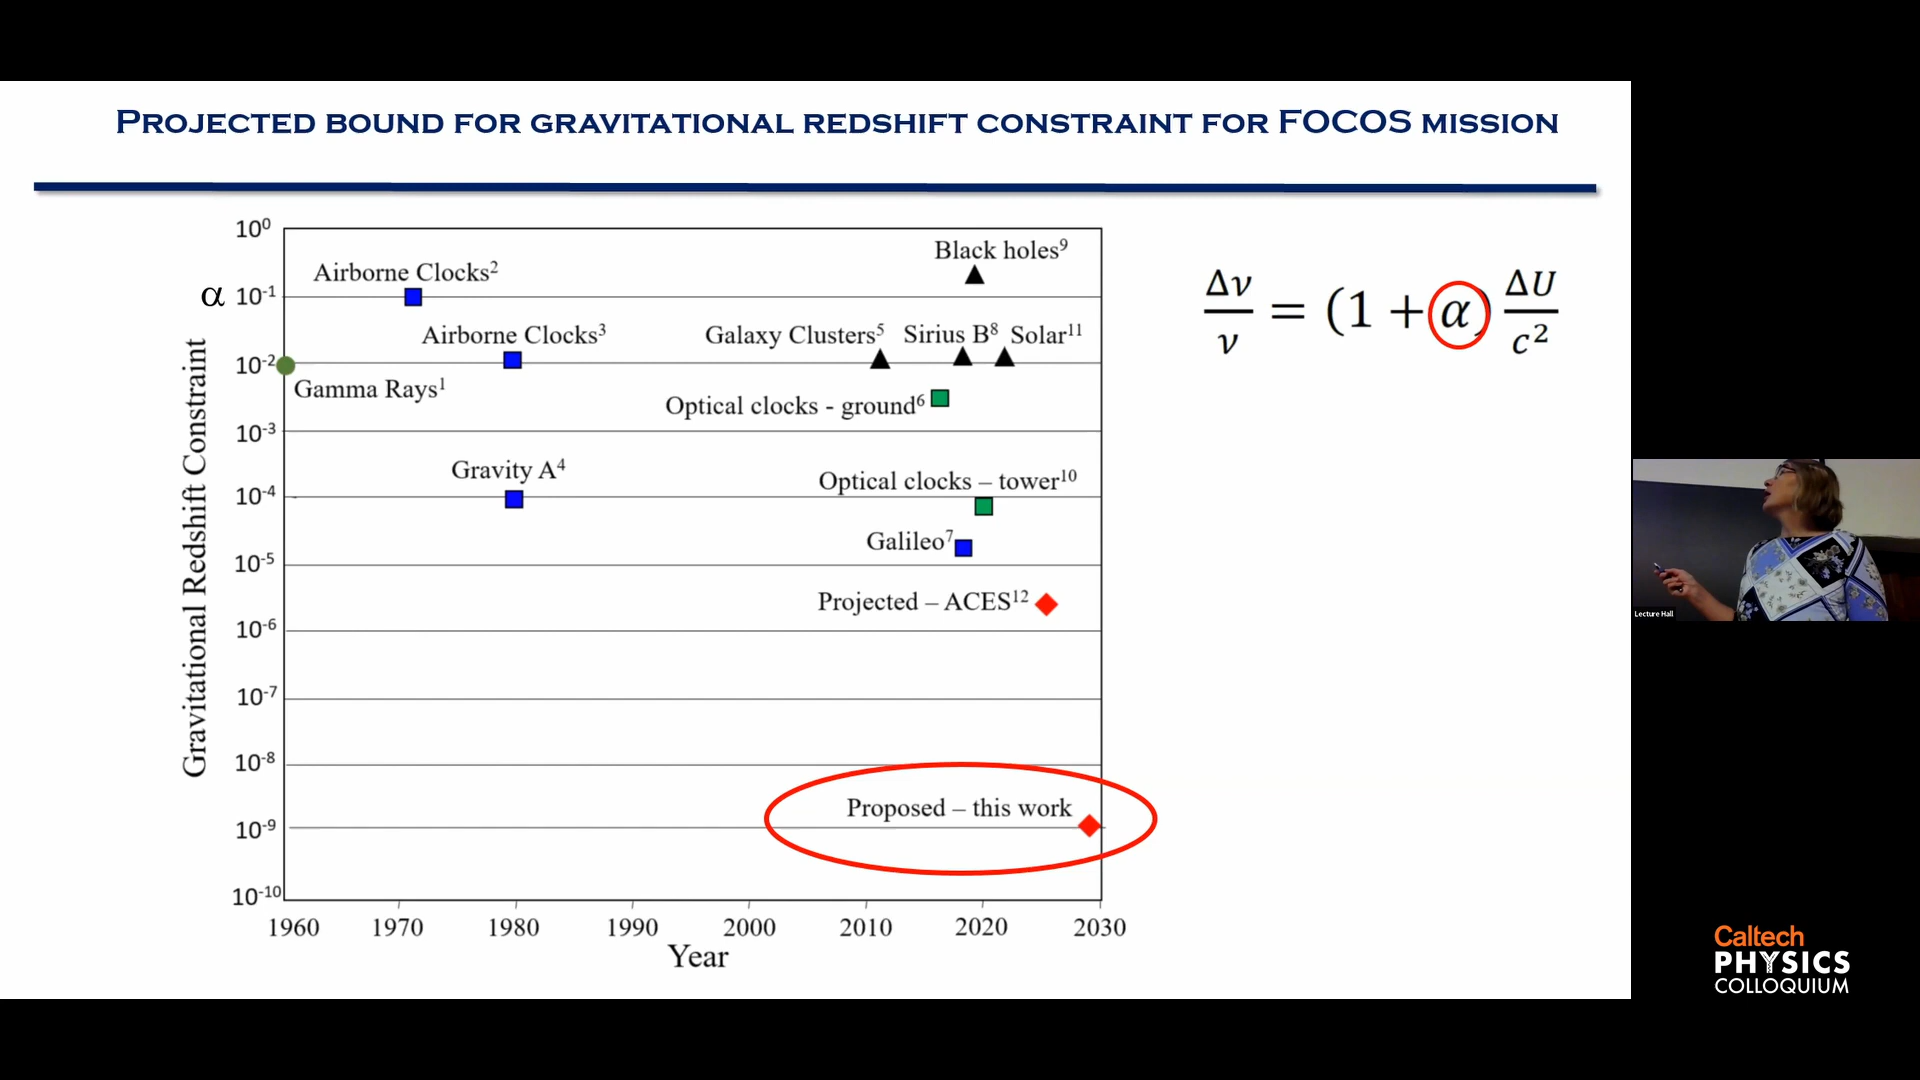 PROJECTED BOUND FOR GRAVITATIONAL REDSHIFT CONSTRAINT FOR FOCOS MISSION
α
Gravitational Redshift Constraint
10⁰
10⁻¹
10⁻²
10⁻³
10⁻⁴
10⁻⁵
10⁻⁶
10⁻⁷
10⁻⁸
10⁻⁹
10⁻¹⁰
Black holes⁹
Airborne Clocks²
Airborne Clocks³
Galaxy Clusters⁵
Sirius B⁸
Solar¹¹
Gamma Rays¹
Optical clocks - ground⁶
Gravity A⁴
Optical clocks – tower¹⁰
Galileo⁷
Projected – ACES¹²
Proposed – this work
1960 1970 1980 1990 2000 2010 2020 2030
Year
Δν/ν = (1 + α) ΔU/c²
Lecture Hall
Caltech
PHYSICS
COLLOQUIUM